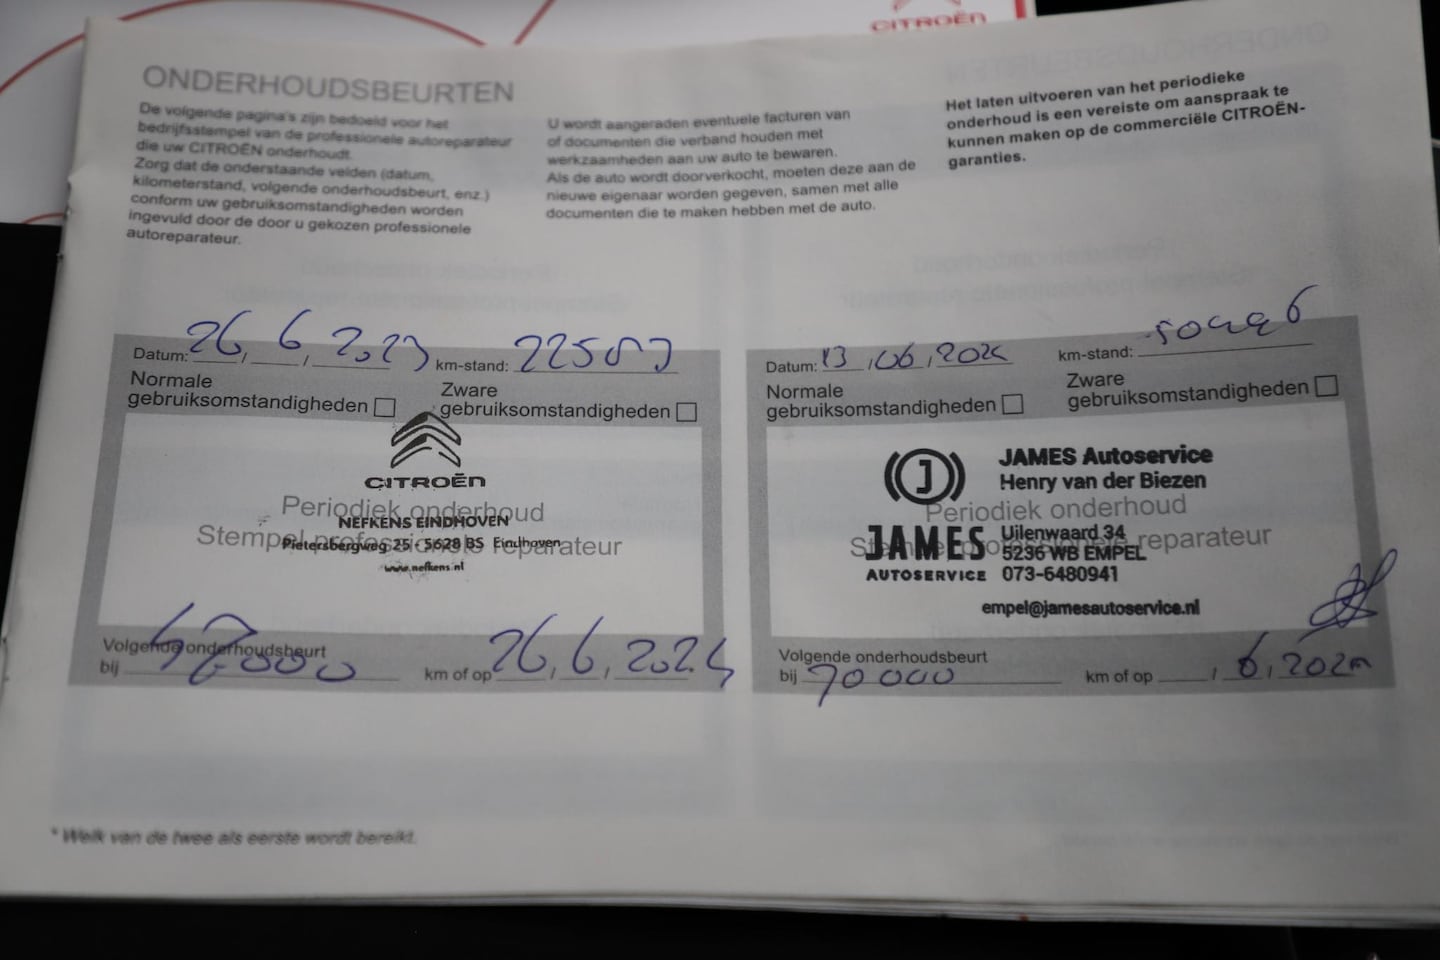 CITROËN
ONDERHOUDSBEURTEN
De volgende pagina's zijn bedoeld voor het
bedrijfsstempel van de professionele autoreparateur
die uw CITROËN onderhoudt.
Zorg dat de onderstaande velden (datum,
kilometerstand, volgende onderhoudsbeurt, enz.)
conform uw gebruiksomstandigheden worden
ingevuld door de door u gekozen professionele
autoreparateur.
U wordt aangeraden eventuele facturen van
of documenten die verband houden met
werkzaamheden aan uw auto te bewaren.
Als de auto wordt doorverkocht, moeten deze aan de
nieuwe eigenaar worden gegeven, samen met alle
documenten die te maken hebben met de auto.
Het laten uitvoeren van het periodieke
onderhoud is een vereiste om aanspraak te
kunnen maken op de commerciële CITROËN-
garanties.
Datum: 26, 6, 2023 km-stand:
Normale
gebruiksomstandigheden
Zware
gebruiksomstandigheden
CITROËN
Periodiek onderhoud
NEFKENS EINDHOVEN
Stempel professionele reparateur
Pietersbergweg 25 - 5628 BS Eindhoven
www.nefkens.nl
Volgende onderhoudsbeurt
bij 47000 km of op 26, 6, 2024
Datum: 13, 06, 2024 km-stand:
Normale
gebruiksomstandigheden
Zware
gebruiksomstandigheden
JAMES Autoservice
Henry van der Biezen
Periodiek onderhoud
Uilenwaard 34
Stempel professionele reparateur
JAMES
5236 WB EMPEL
AUTOSERVICE
073-6480941
empel@jamesautoservice.nl
Volgende onderhoudsbeurt
bij 70000 km of op , 6,
* Welk van de twee als eerste wordt bereikt.